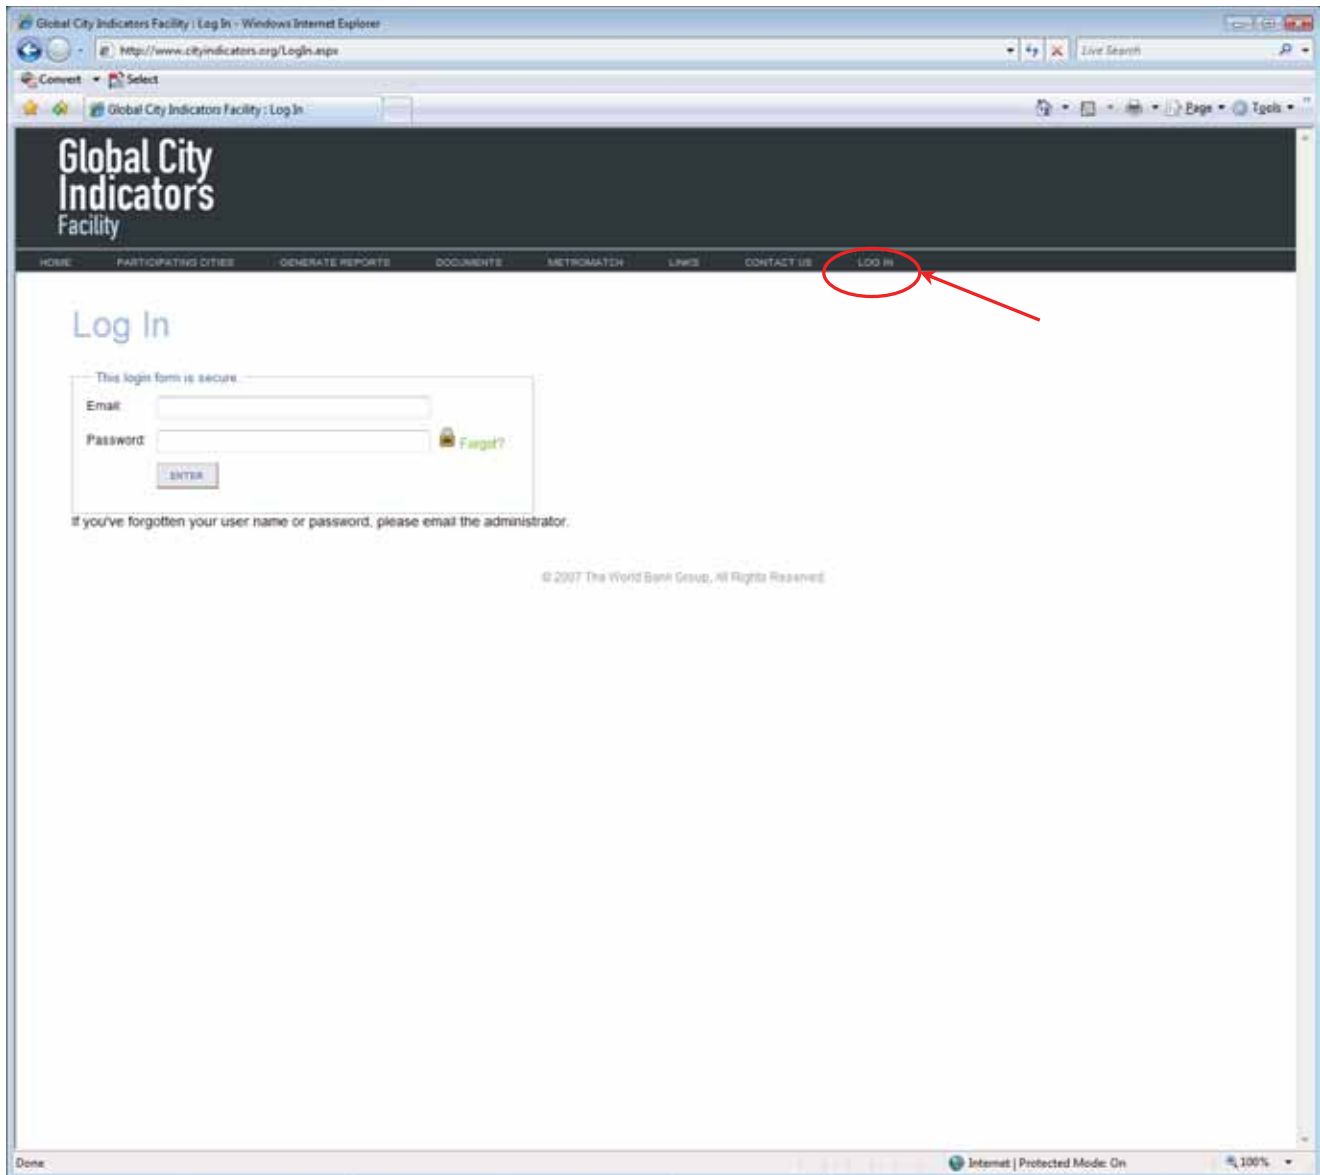 Global City Indicators Facility : Log In - Windows Internet Explorer
http://www.cityindicators.org/LogIn.aspx
Live Search
Convert
Select
Global City Indicators Facility : Log In
Page
Tools
Global City
Indicators
Facility
HOME PARTICIPATING CITIES GENERATE REPORTS DOCUMENTS METROMATCH LINKS CONTACT US LOG IN
Log In
This login form is secure.
Email:
Password:
Forgot?
ENTER
If you've forgotten your user name or password, please email the administrator.
© 2007 The World Bank Group, All Rights Reserved.
Done
Internet | Protected Mode: On
100%